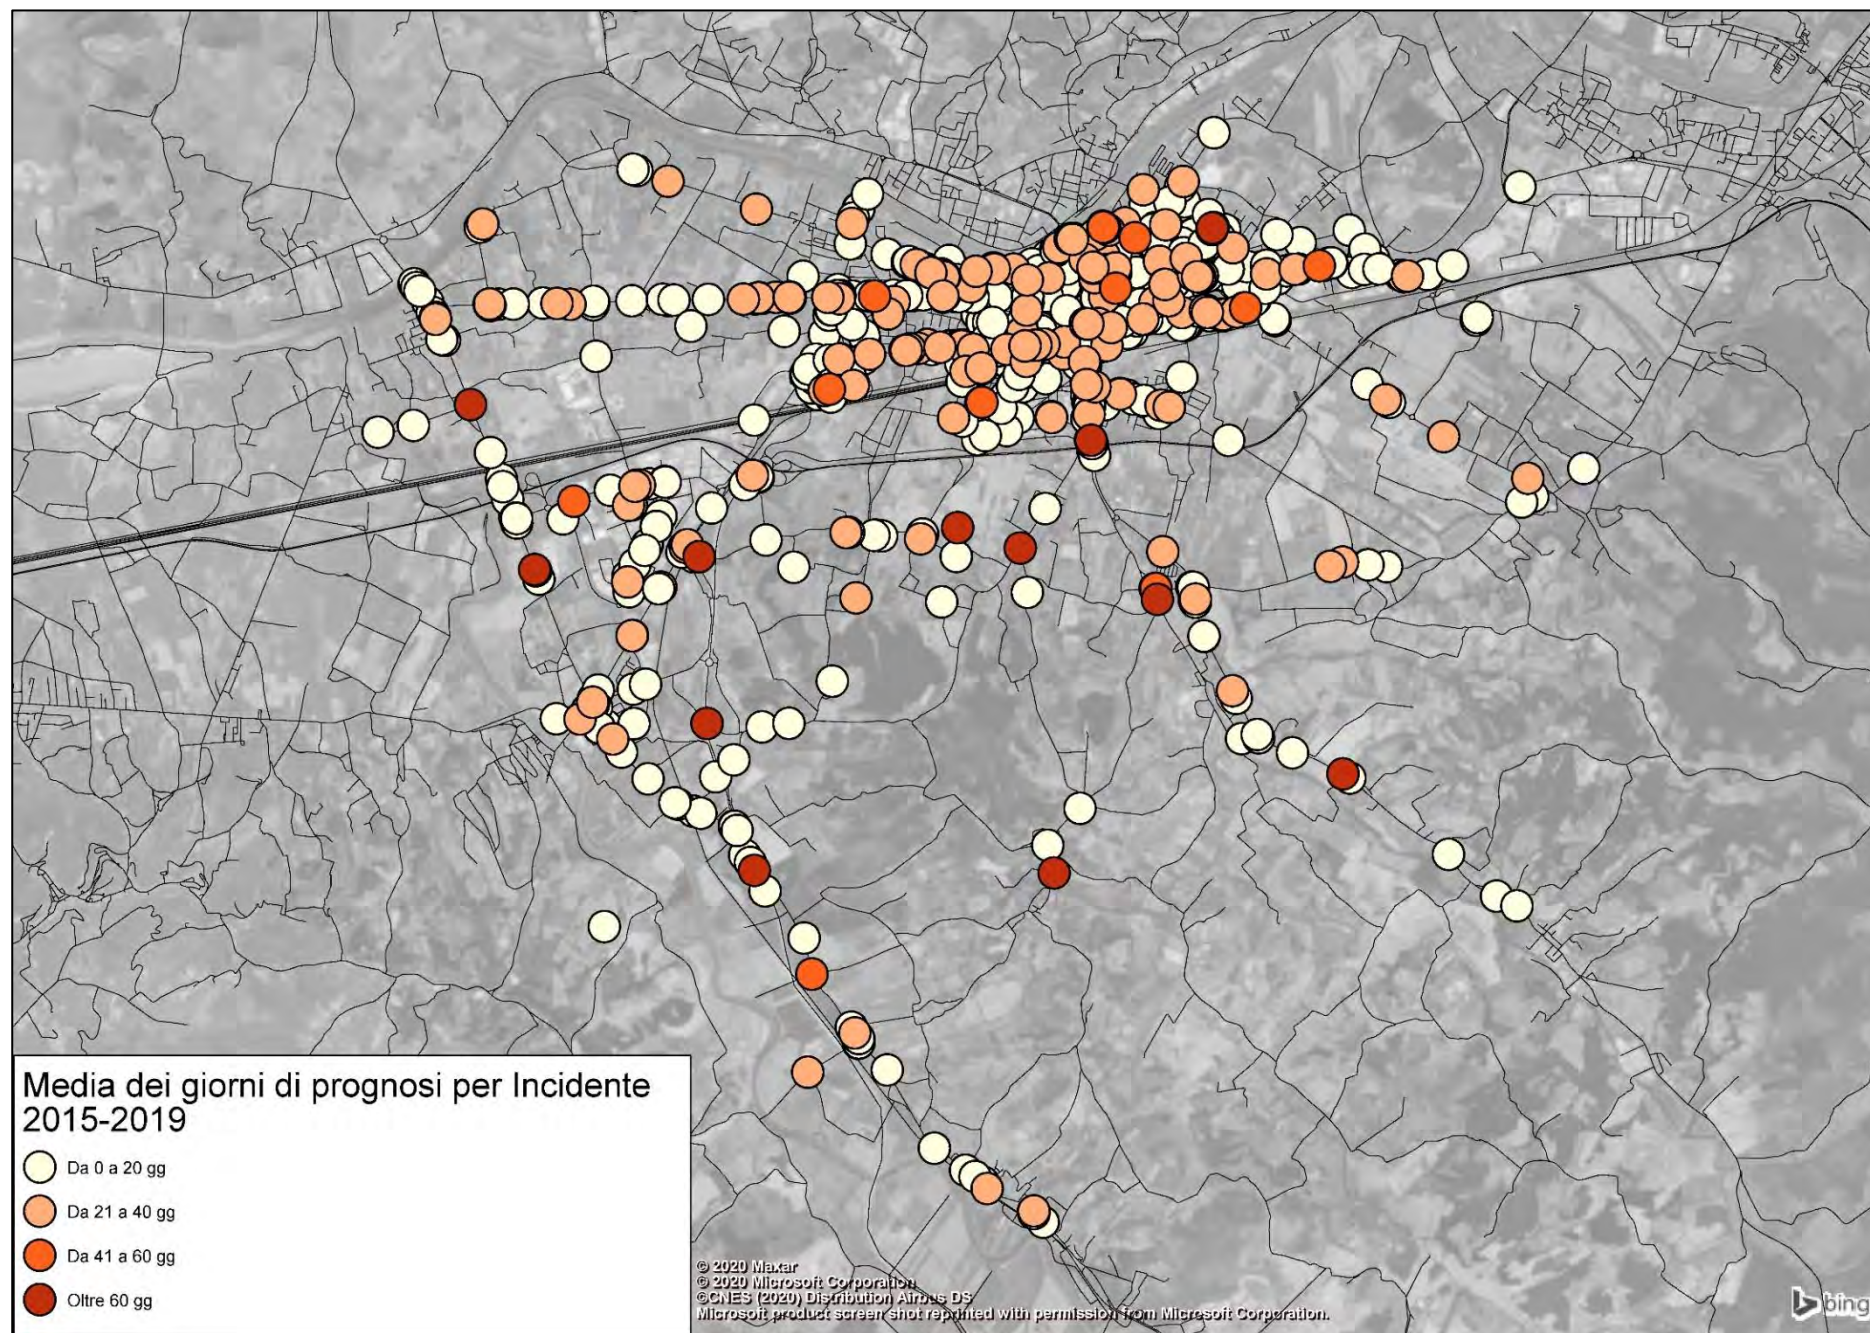 Media dei giorni di prognosi per Incidente
2015-2019
Da 0 a 20 gg
Da 21 a 40 gg
Da 41 a 60 gg
Oltre 60 gg
© 2020 Maxar
© 2020 Microsoft Corporation
©CNES (2020) Distribution Airbus DS
Microsoft product screen shot reprinted with permission from Microsoft Corporation.
bing